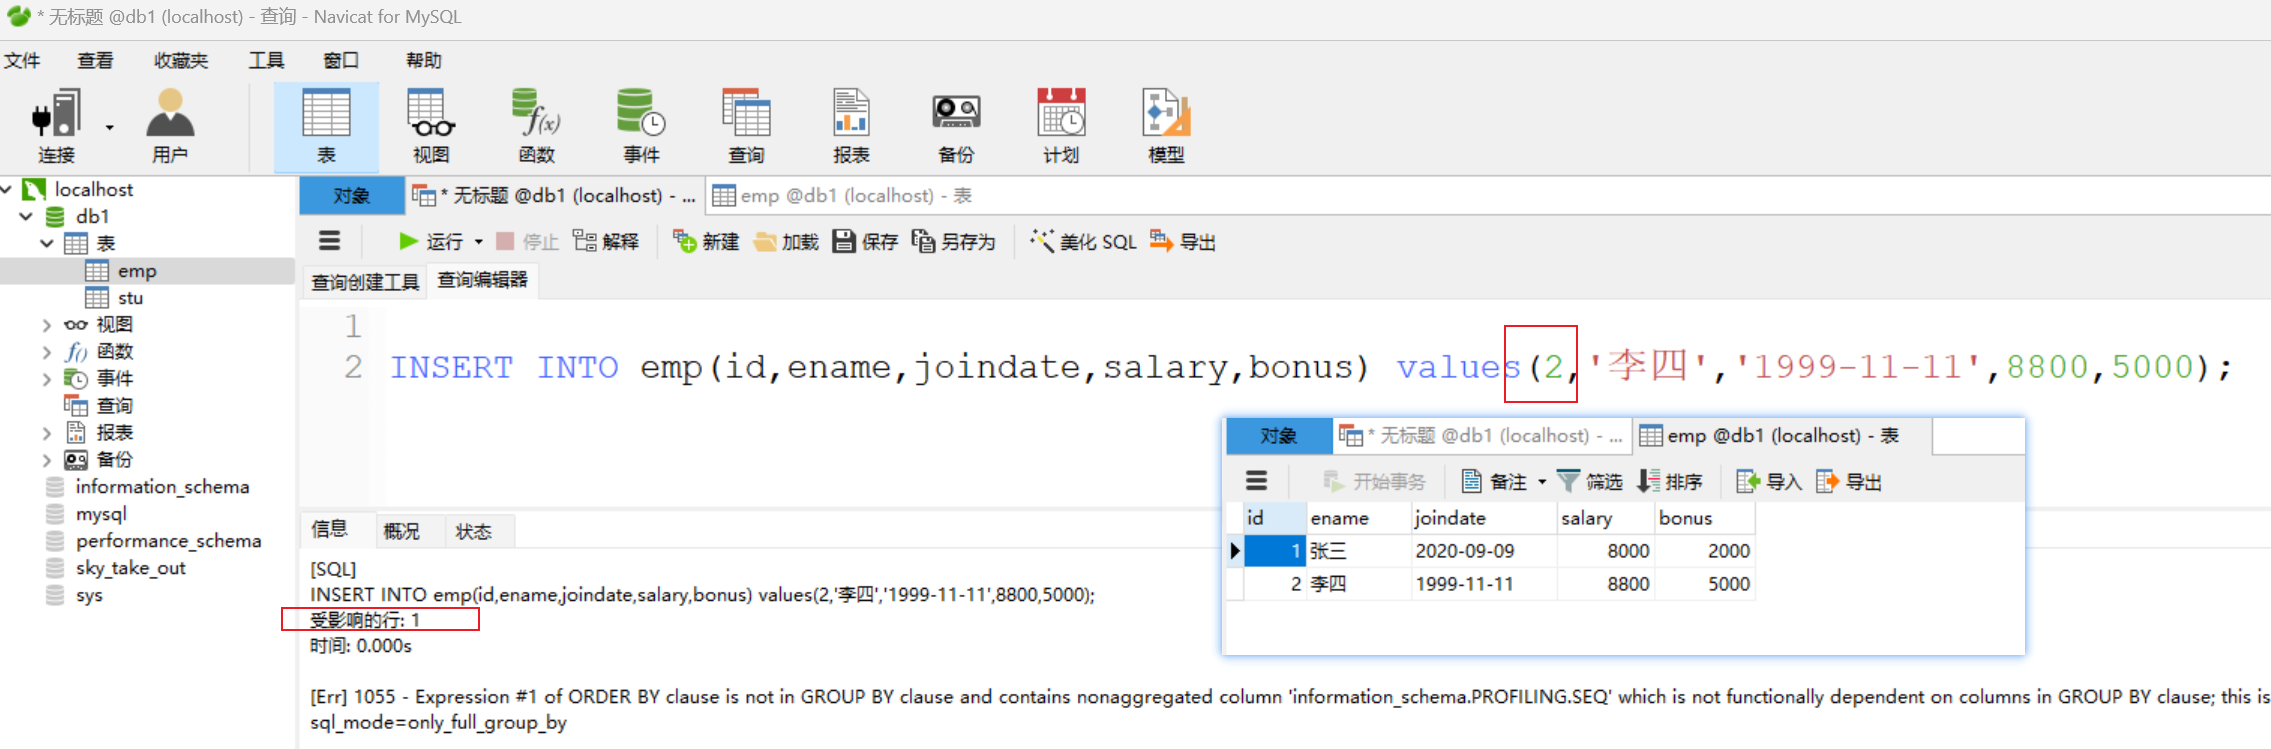 * 无标题 @db1 (localhost) - 查询 - Navicat for MySQL
文件 查看 收藏夹 工具 窗口 帮助
连接 用户 表 视图 函数 事件 查询 报表 备份 计划 模型
localhost
db1
表
emp
stu
视图
函数
事件
查询
报表
备份
information_schema
mysql
performance_schema
sky_take_out
sys
对象 * 无标题 @db1 (localhost) - ... emp @db1 (localhost) - 表
运行 停止 解释 新建 加载 保存 另存为 美化 SQL 导出
查询创建工具 查询编辑器
1
2 INSERT INTO emp(id,ename,joindate,salary,bonus) values(2,'李四','1999-11-11',8800,5000);
对象 * 无标题 @db1 (localhost) - ... emp @db1 (localhost) - 表
开始事务 备注 筛选 排序 导入 导出
id ename joindate salary bonus
1 张三 2020-09-09 8000 2000
2 李四 1999-11-11 8800 5000
信息 概况 状态
[SQL]
INSERT INTO emp(id,ename,joindate,salary,bonus) values(2,'李四','1999-11-11',8800,5000);
受影响的行: 1
时间: 0.000s
[Err] 1055 - Expression #1 of ORDER BY clause is not in GROUP BY clause and contains nonaggregated column 'information_schema.PROFILING.SEQ' which is not functionally dependent on columns in GROUP BY clause; this is
sql_mode=only_full_group_by